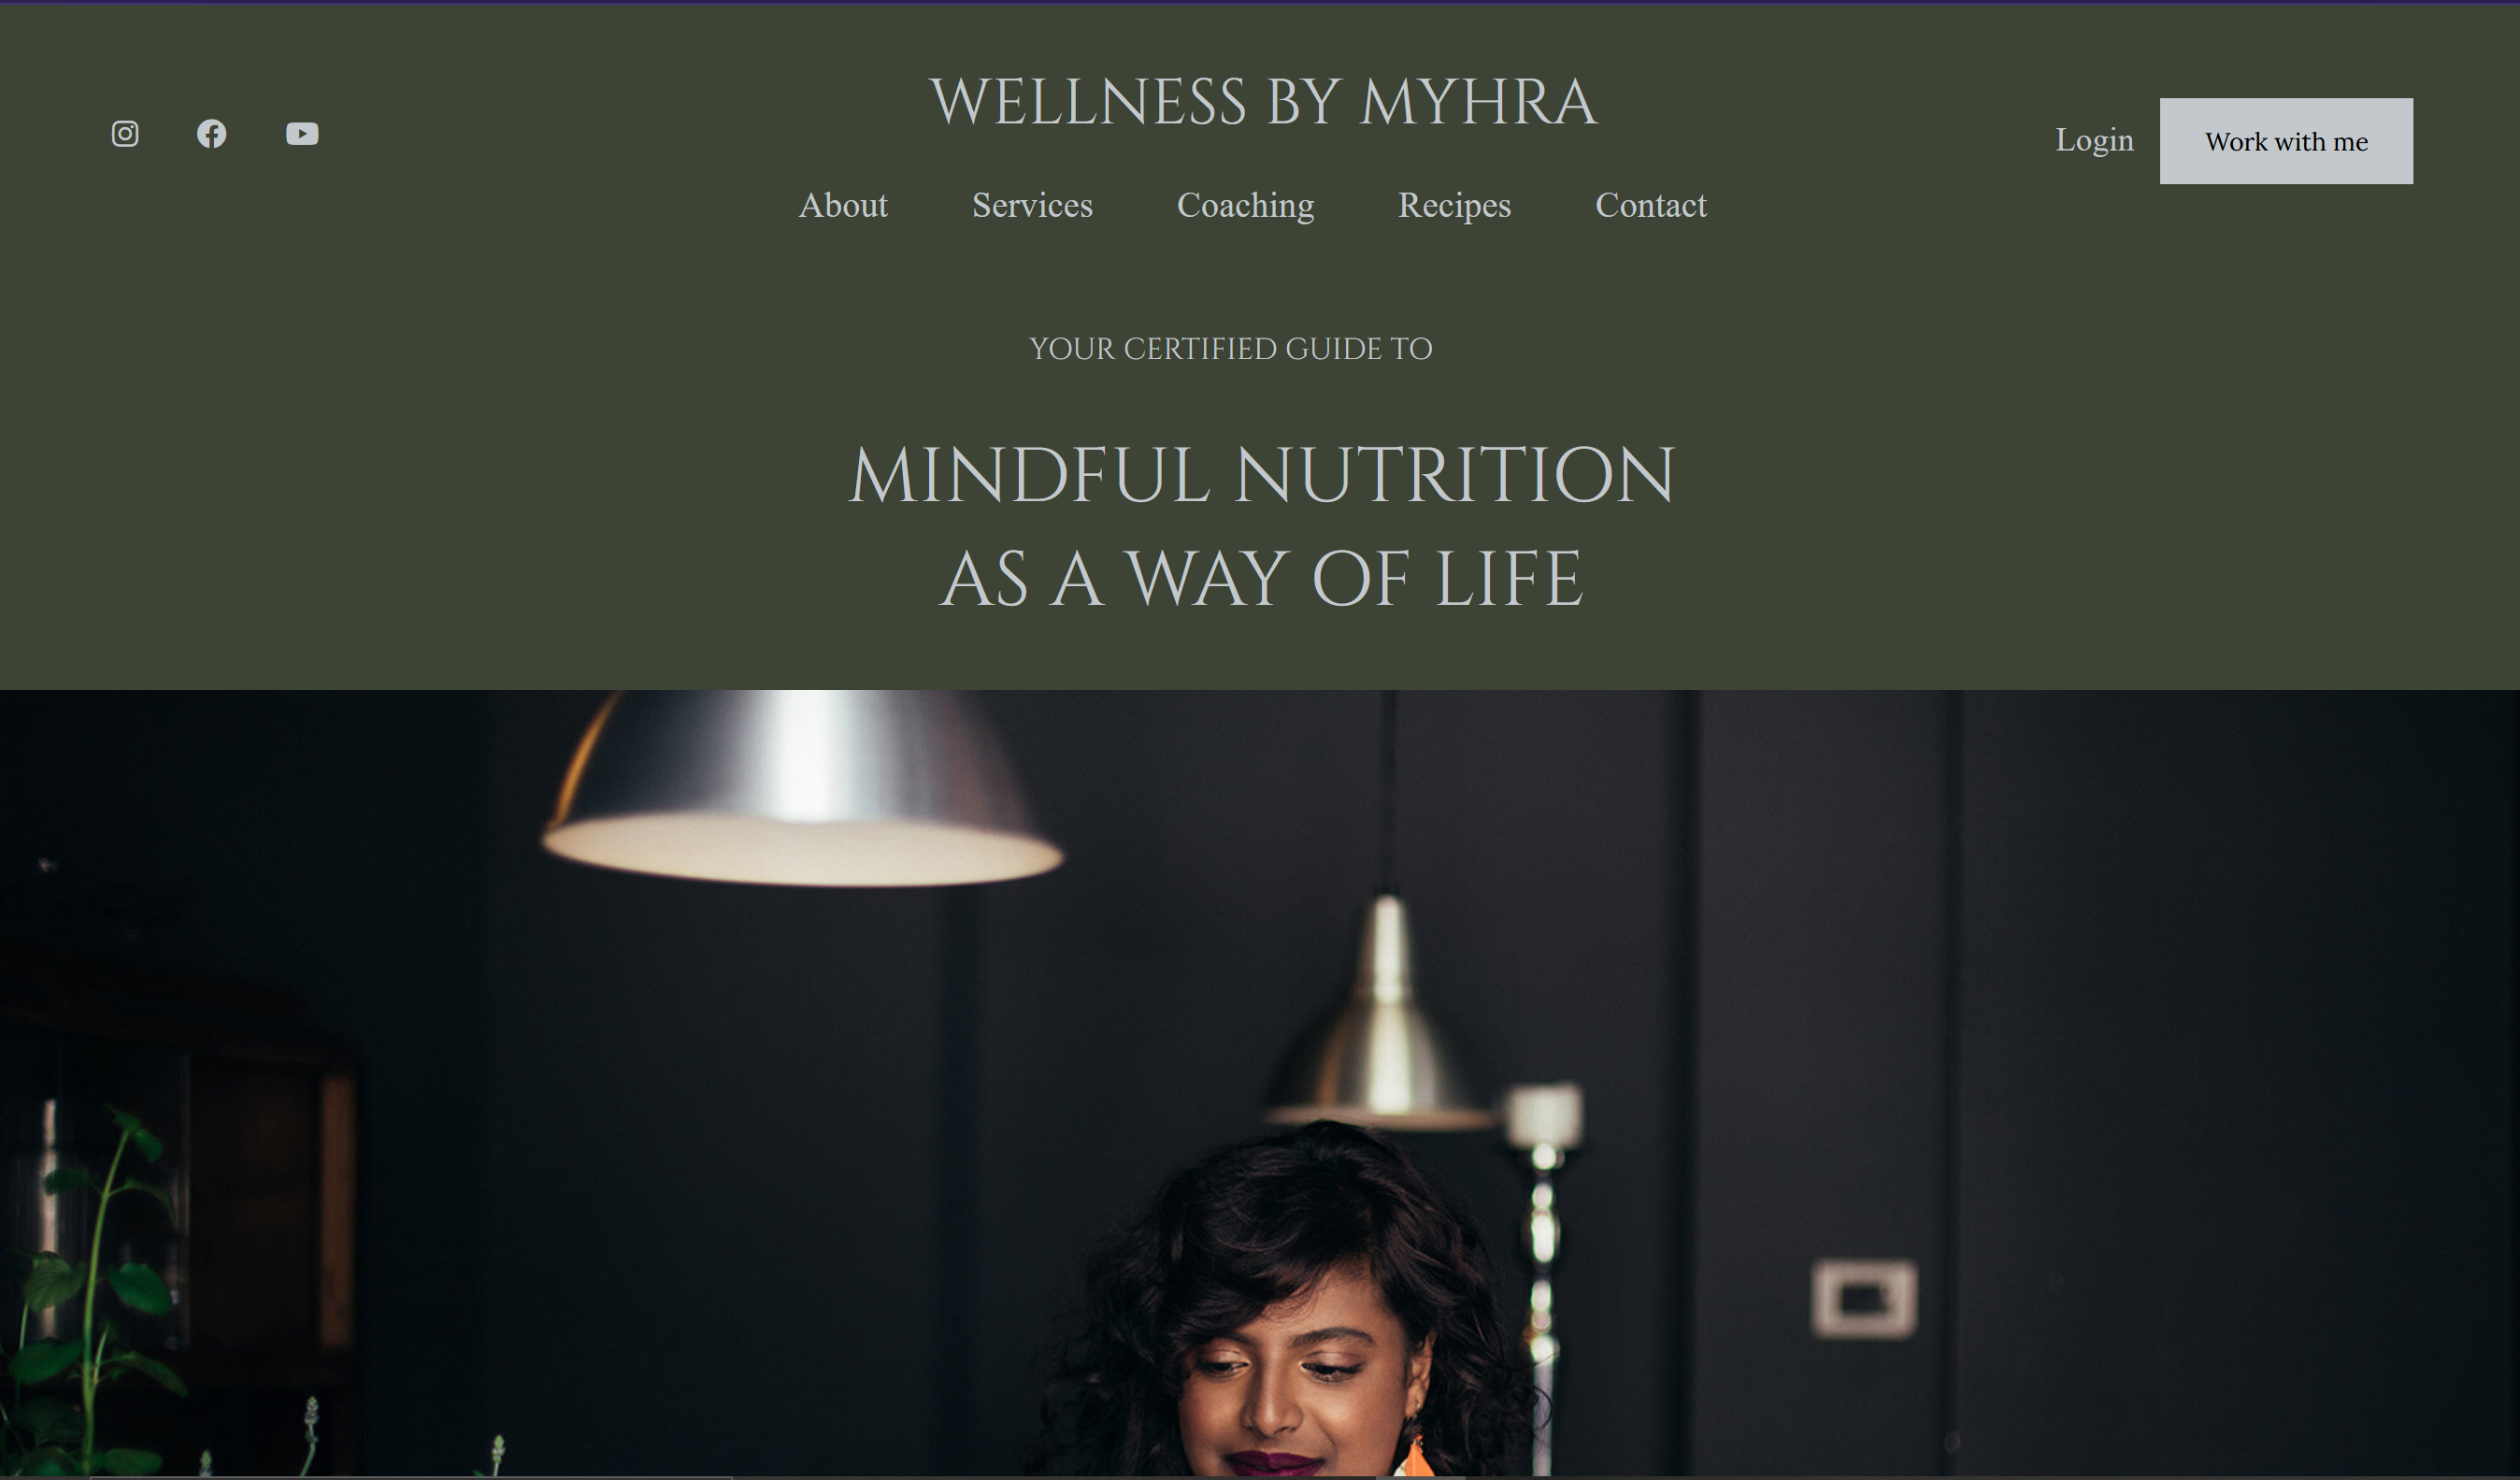 WELLNESS BY MYHRA
Login
Work with me
About Services Coaching Recipes Contact
YOUR CERTIFIED GUIDE TO
MINDFUL NUTRITION
AS A WAY OF LIFE